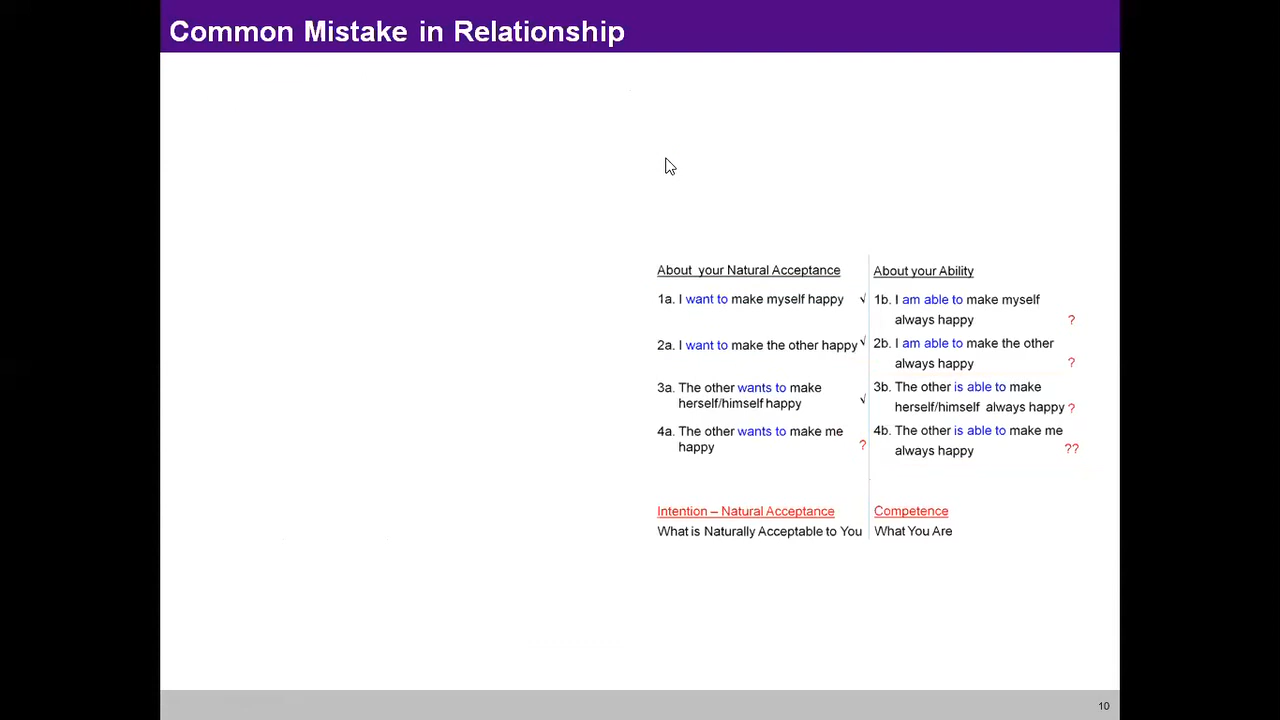 Common Mistake in Relationship
About your Natural Acceptance
1a. I want to make myself happy √
2a. I want to make the other happy √
3a. The other wants to make
herself/himself happy √
4a. The other wants to make me
happy ?
Intention – Natural Acceptance
What is Naturally Acceptable to You
About your Ability
1b. I am able to make myself
always happy ?
2b. I am able to make the other
always happy ?
3b. The other is able to make
herself/himself always happy ?
4b. The other is able to make me
always happy ??
Competence
What You Are
10